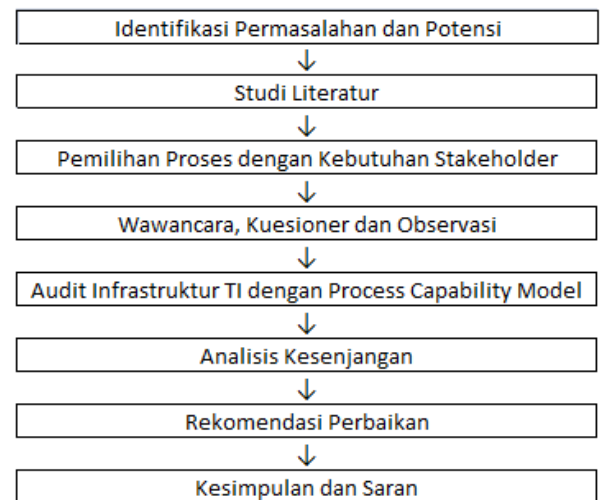 Identifikasi Permasalahan dan Potensi
↓
Studi Literatur
↓
Pemilihan Proses dengan Kebutuhan Stakeholder
↓
Wawancara, Kuesioner dan Observasi
↓
Audit Infrastruktur TI dengan Process Capability Model
↓
Analisis Kesenjangan
↓
Rekomendasi Perbaikan
↓
Kesimpulan dan Saran